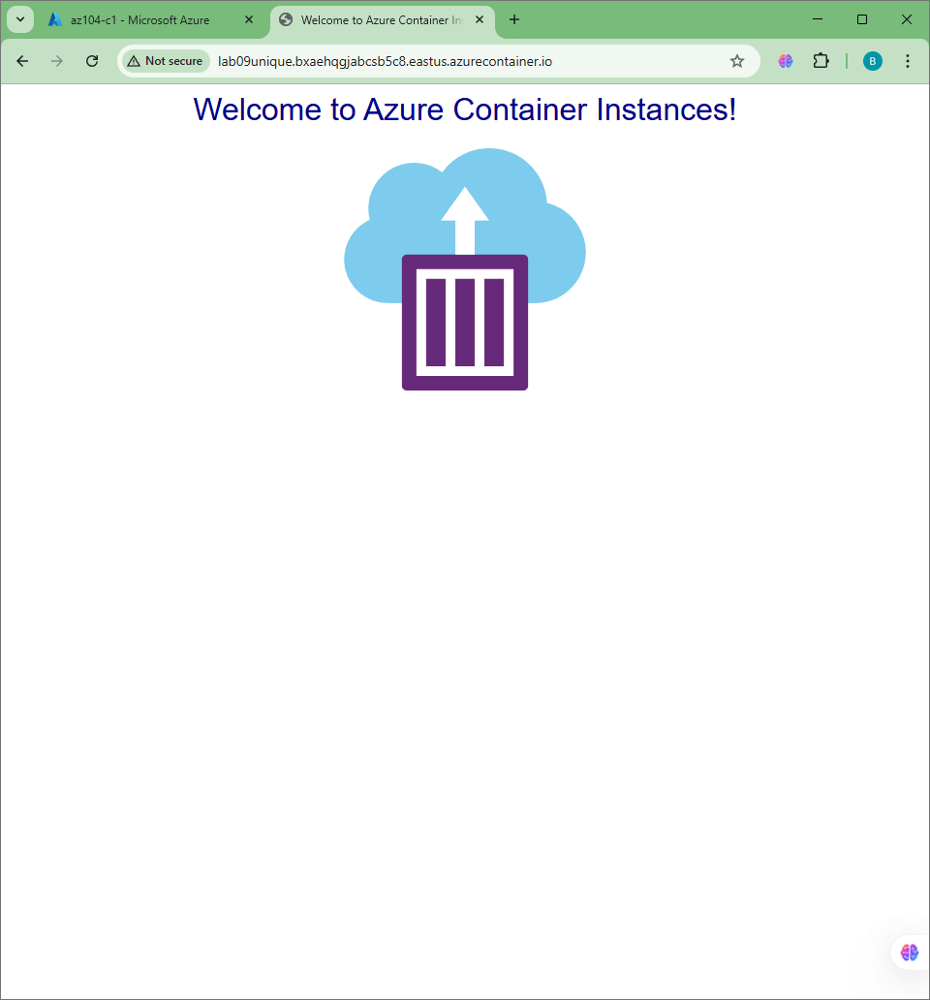 az104-c1 - Microsoft Azure
Welcome to Azure Container In
Not secure
lab09unique.bxaehqgjabcsb5c8.eastus.azurecontainer.io
B
Welcome to Azure Container Instances!